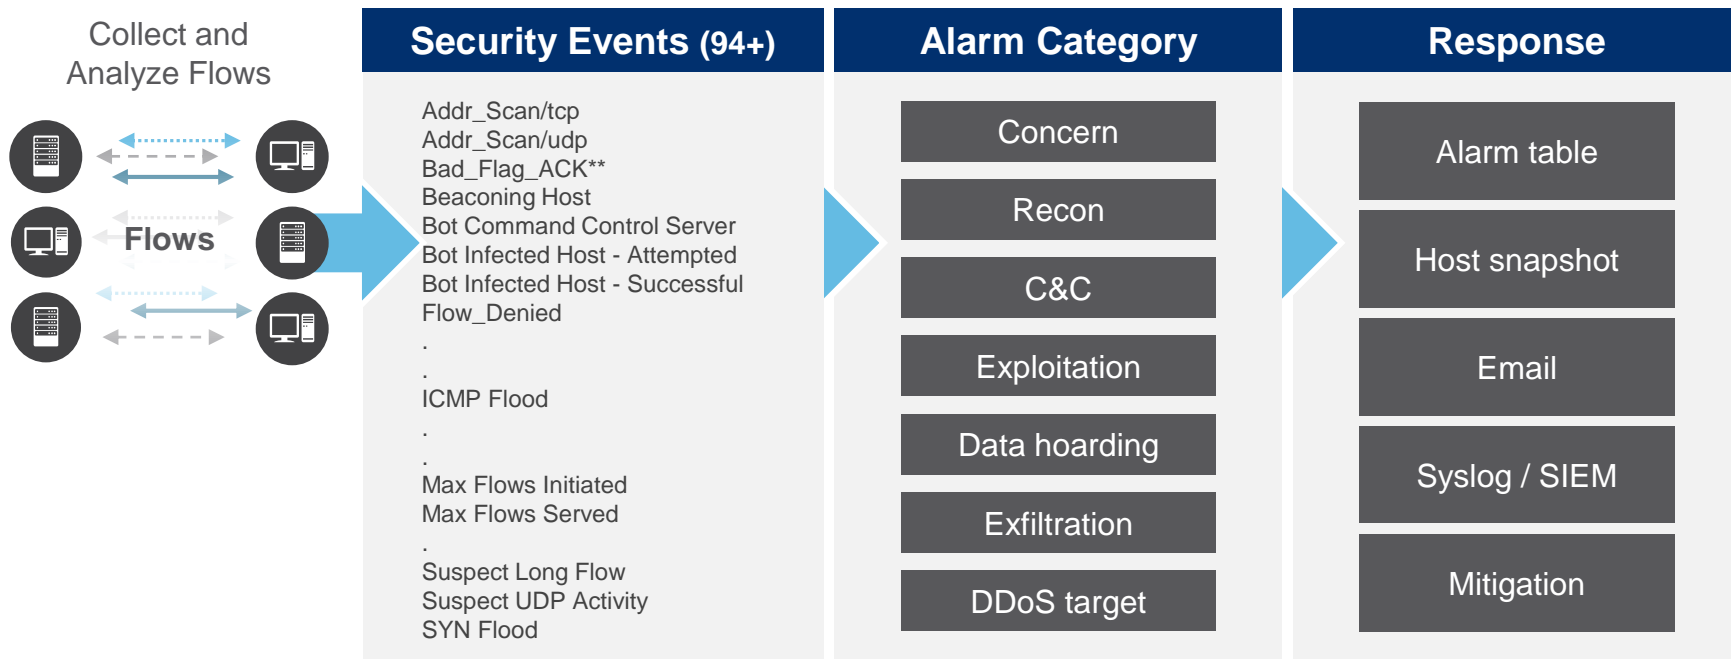 Collect and
Analyze Flows
Flows
Security Events (94+)
Addr_Scan/tcp
Addr_Scan/udp
Bad_Flag_ACK**
Beaconing Host
Bot Command Control Server
Bot Infected Host - Attempted
Bot Infected Host - Successful
Flow_Denied
.
.
ICMP Flood
.
.
Max Flows Initiated
Max Flows Served
.
Suspect Long Flow
Suspect UDP Activity
SYN Flood
Alarm Category
Concern
Recon
C&C
Exploitation
Data hoarding
Exfiltration
DDoS target
Response
Alarm table
Host snapshot
Email
Syslog / SIEM
Mitigation